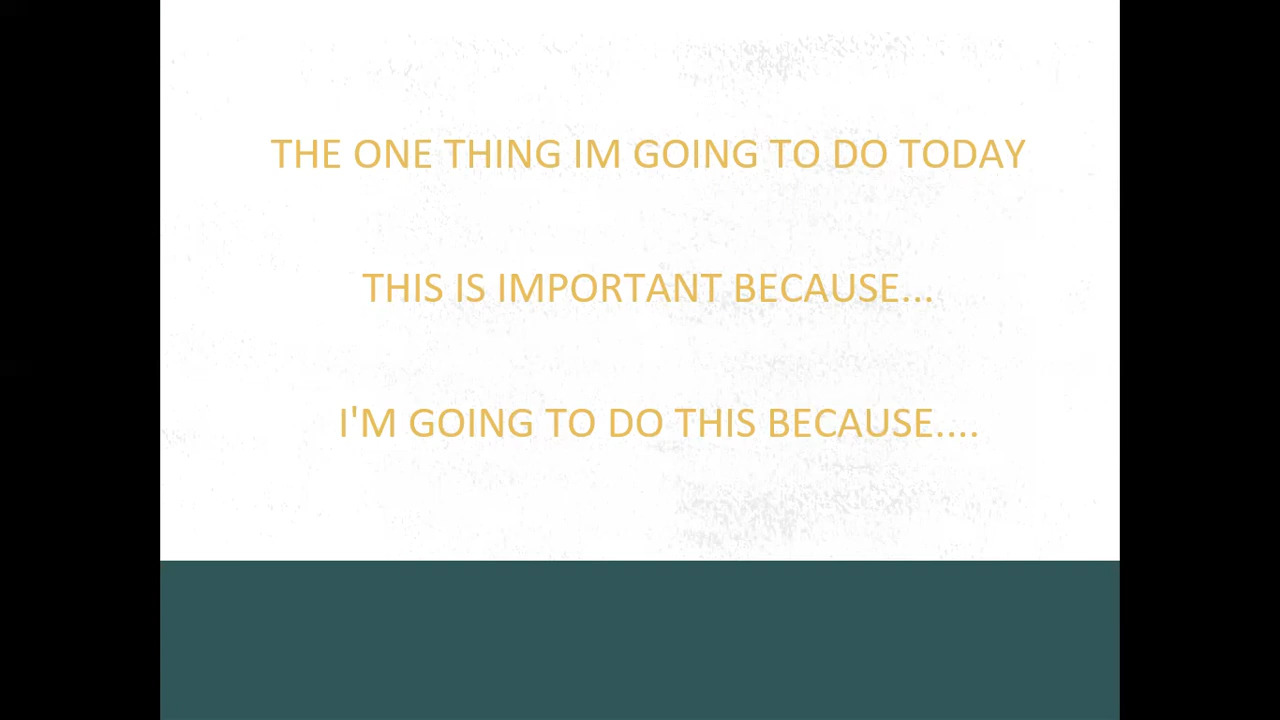 THE ONE THING IM GOING TO DO TODAY
THIS IS IMPORTANT BECAUSE...
I'M GOING TO DO THIS BECAUSE....